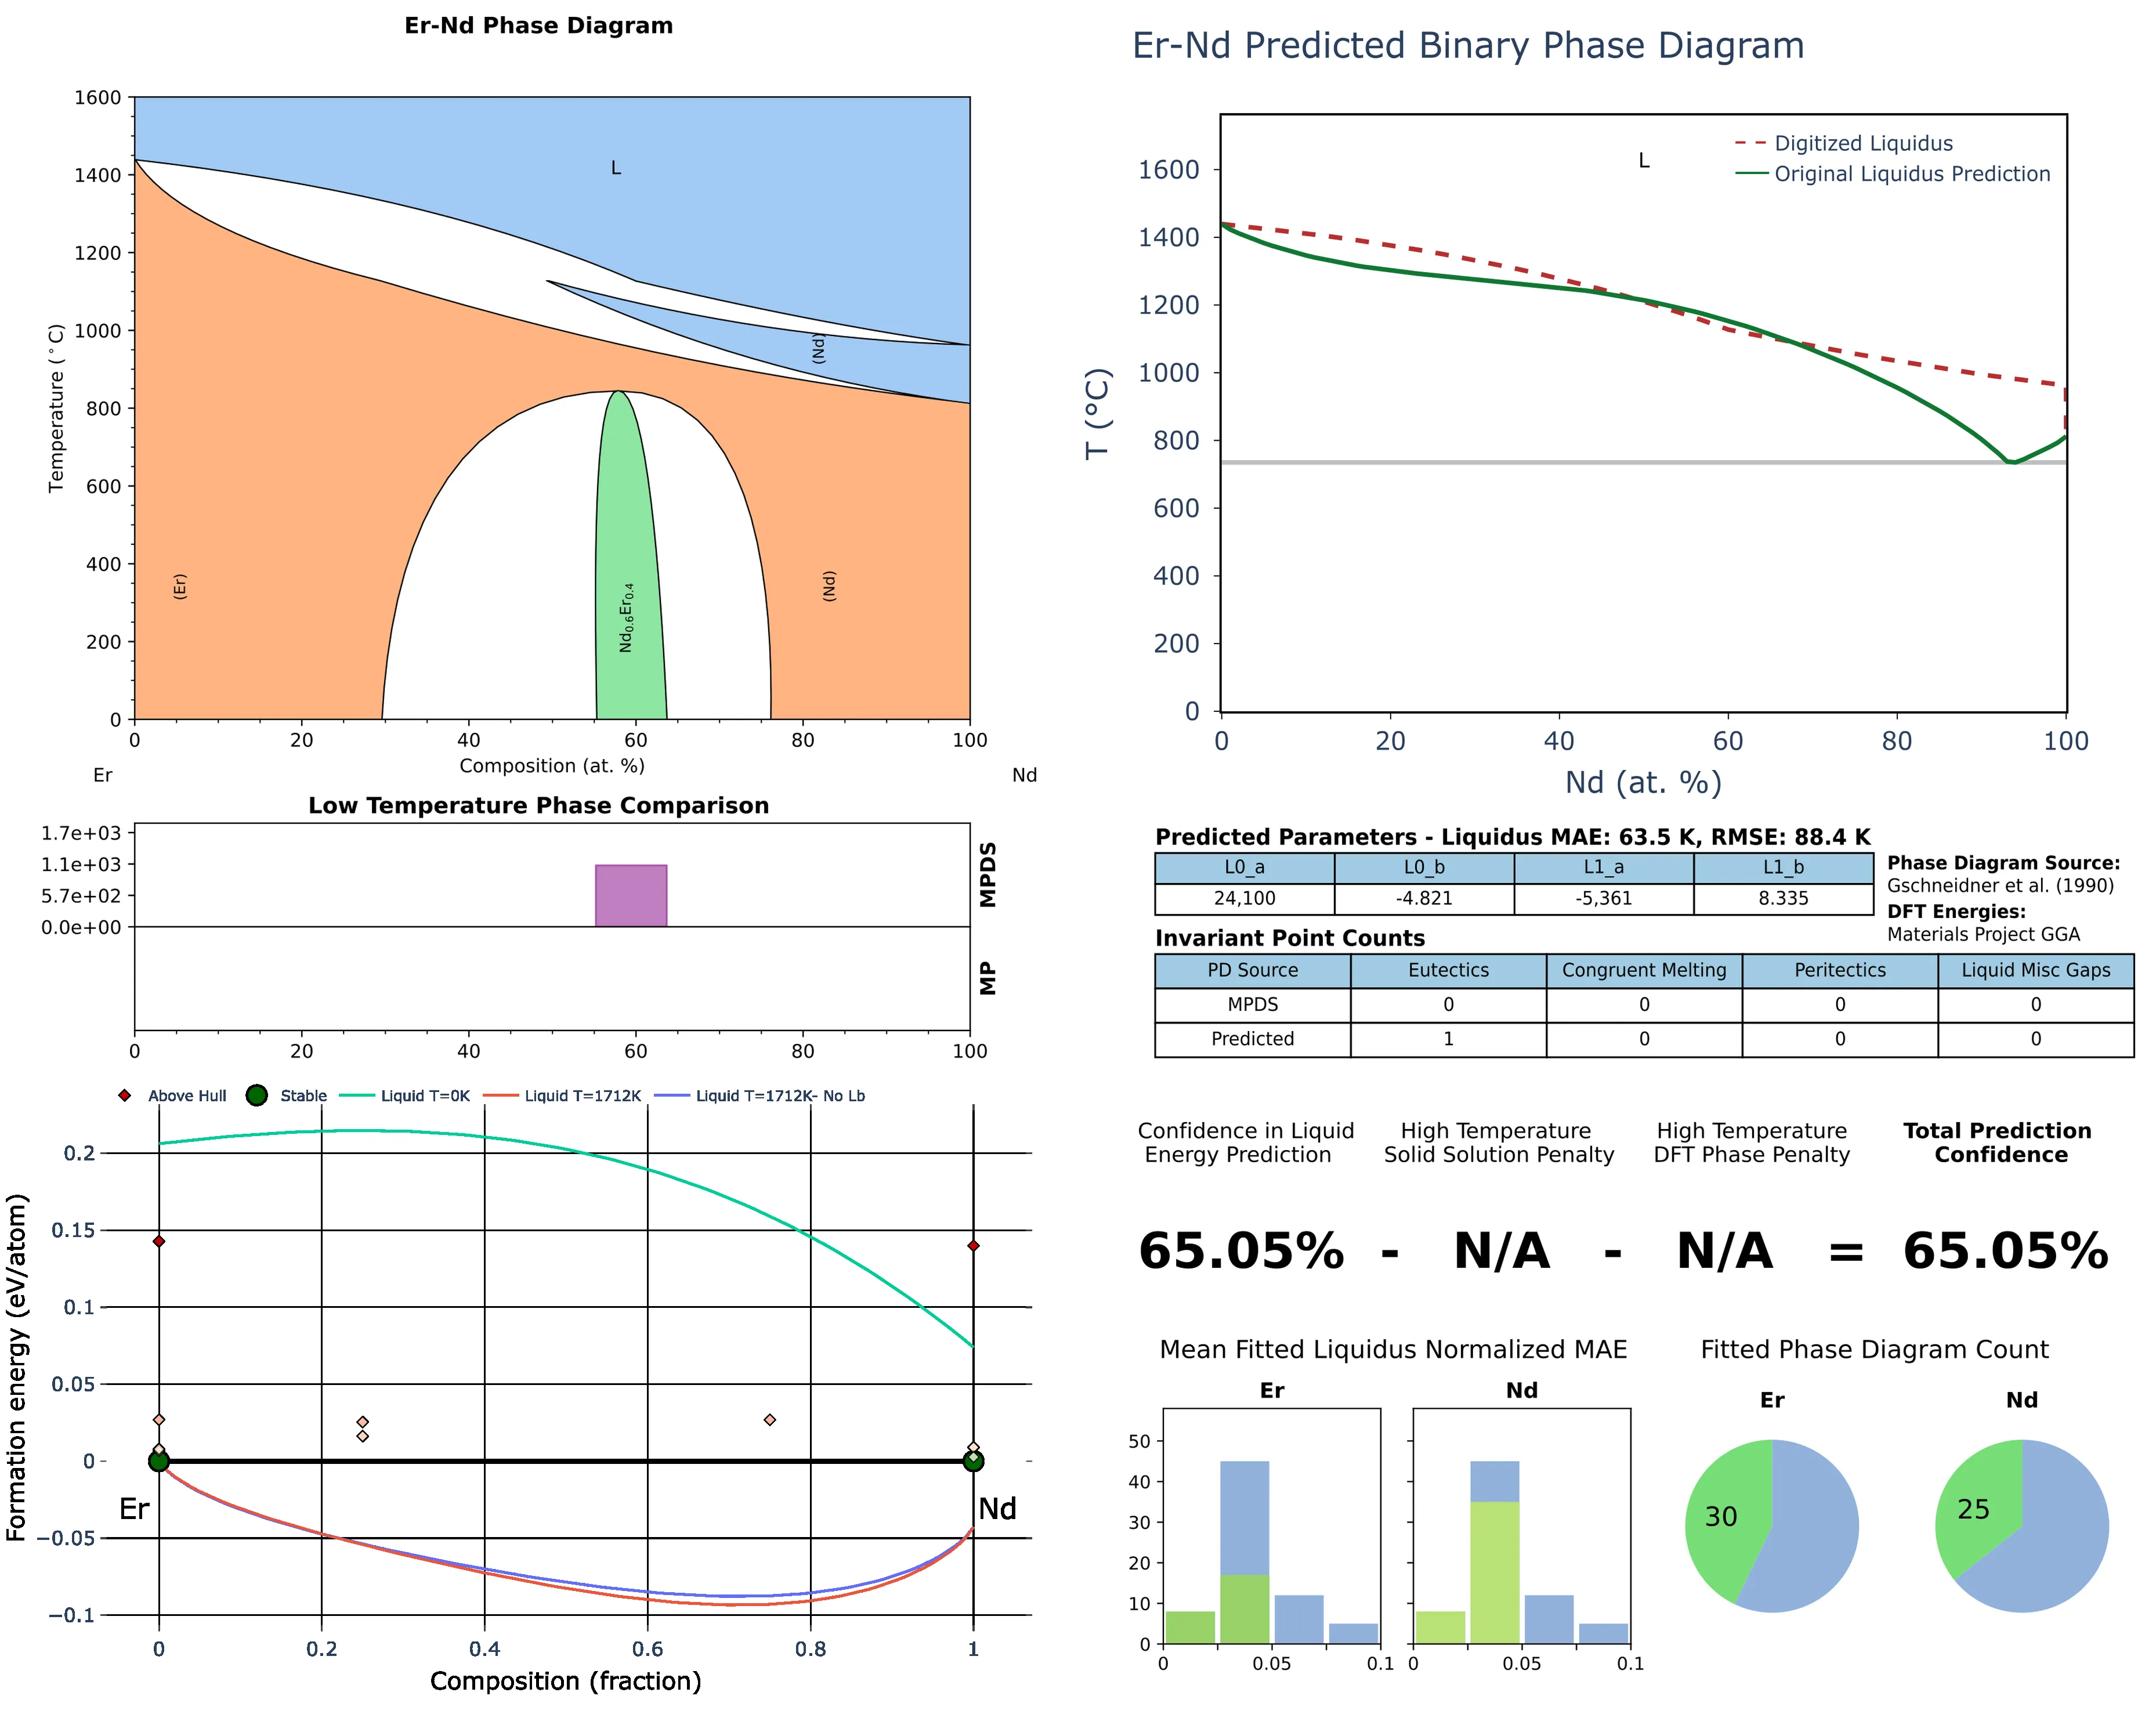 Er-Nd Phase Diagram
1600
1400
1200
1000
800
600
400
200
0
Temperature (°C)
L
(Nd)
(Er)
Nd0.6Er0.4
(Nd)
0 20 40 60 80 100
Composition (at. %)
Er Nd
Low Temperature Phase Comparison
1.7e+03
1.1e+03
5.7e+02
0.0e+00
MPDS
MP
0 20 40 60 80 100
Above Hull Stable Liquid T=0K Liquid T=1712K Liquid T=1712K- No Lb
0.2
0.15
0.1
0.05
0
−0.05
−0.1
Formation energy (eV/atom)
Er Nd
0 0.2 0.4 0.6 0.8 1
Composition (fraction)
Er-Nd Predicted Binary Phase Diagram
L
Digitized Liquidus
Original Liquidus Prediction
1600
1400
1200
1000
800
600
400
200
0
T (°C)
0 20 40 60 80 100
Nd (at. %)
Predicted Parameters - Liquidus MAE: 63.5 K, RMSE: 88.4 K
L0_a L0_b L1_a L1_b
24,100 -4.821 -5,361 8.335
Phase Diagram Source:
Gschneidner et al. (1990)
DFT Energies:
Materials Project GGA
Invariant Point Counts
PD Source Eutectics Congruent Melting Peritectics Liquid Misc Gaps
MPDS 0 0 0 0
Predicted 1 0 0 0
Confidence in Liquid
Energy Prediction
High Temperature
Solid Solution Penalty
High Temperature
DFT Phase Penalty
Total Prediction
Confidence
65.05% - N/A - N/A = 65.05%
Mean Fitted Liquidus Normalized MAE
Er Nd
50
40
30
20
10
0
0 0.05 0.1 0 0.05 0.1
Fitted Phase Diagram Count
Er Nd
30 25